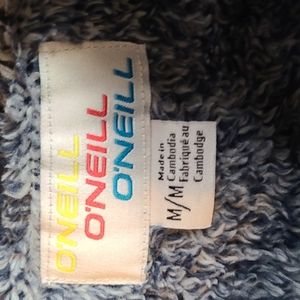 O'NEILL
O'NEILL
O'NEILL
M/M
Made in
Cambodia
Fabriqué au
Cambodge